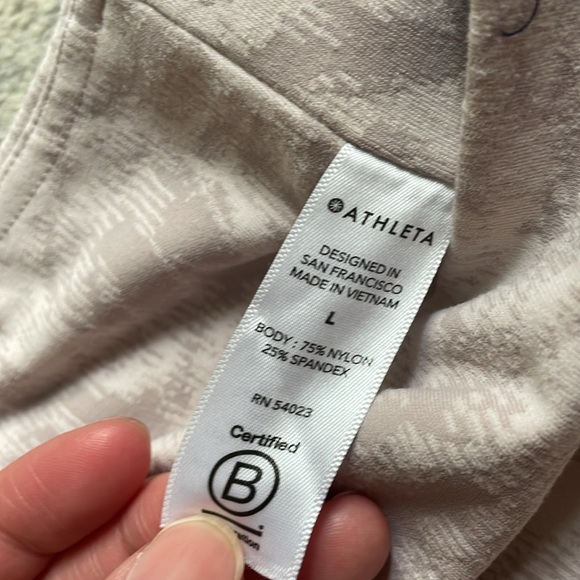 ATHLETA
DESIGNED IN
SAN FRANCISCO
MADE IN VIETNAM
L
BODY : 75% NYLON
25% SPANDEX
RN 54023
Certified
B